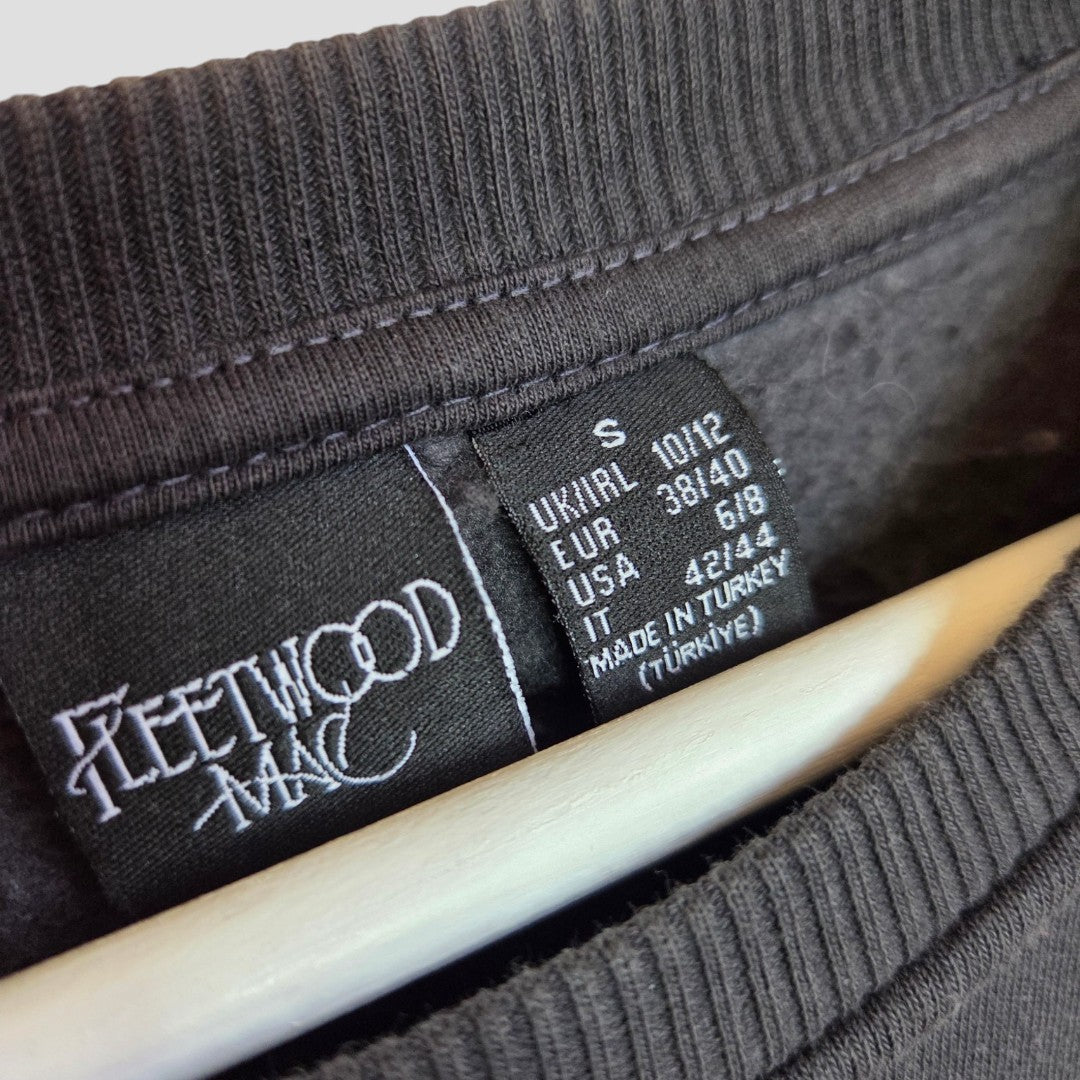 FLEETWOOD
MAC
S
UK/IRL 10/12
EUR 38/40
USA 6/8
IT 42/44
MADE IN TURKEY
(TÜRKİYE)